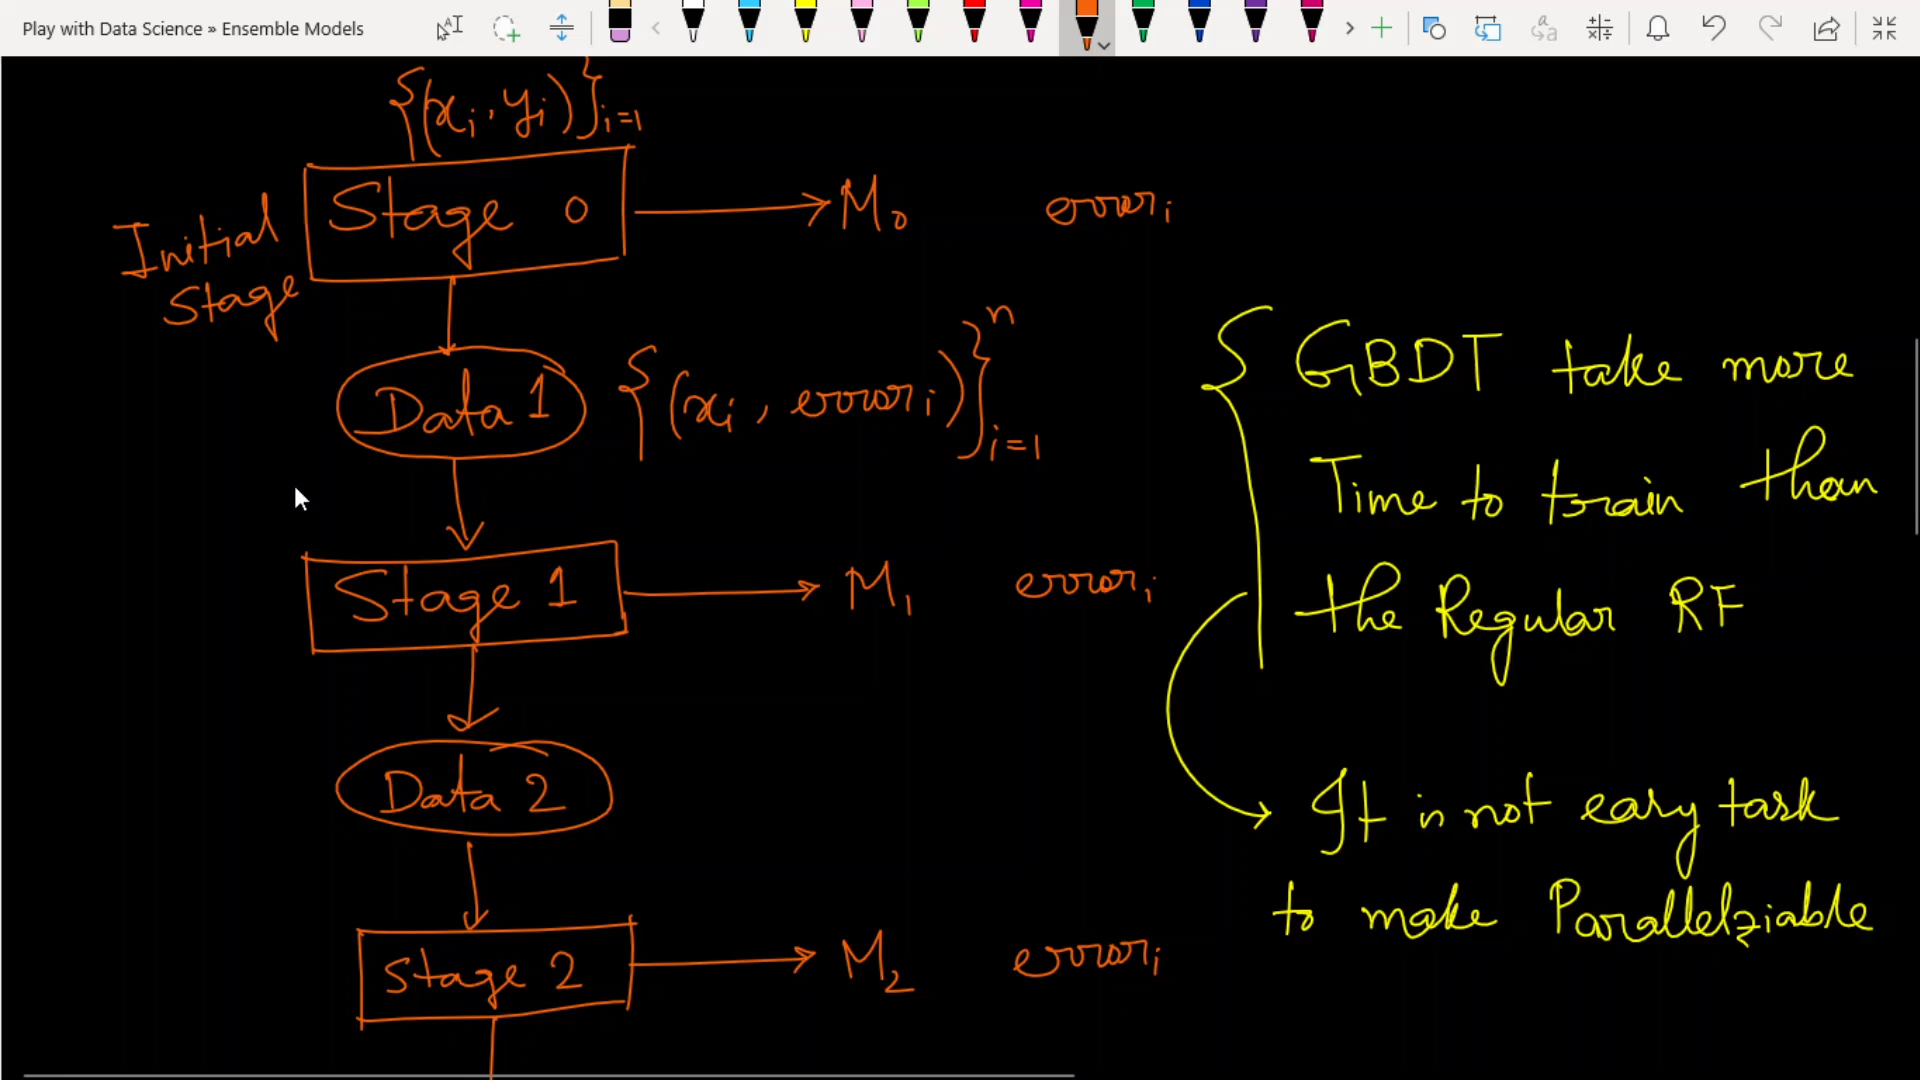 Play with Data Science » Ensemble Models
{(xᵢ, yᵢ)}ᵢ₌₁
Initial Stage
Stage 0
M₀
errorᵢ
Data 1
{(xᵢ, errorᵢ)}ⁿᵢ₌₁
Stage 1
M₁
errorᵢ
Data 2
Stage 2
M₂
errorᵢ
GBDT take more
Time to train than
the Regular RF
It is not easy task
to make Parallelziable